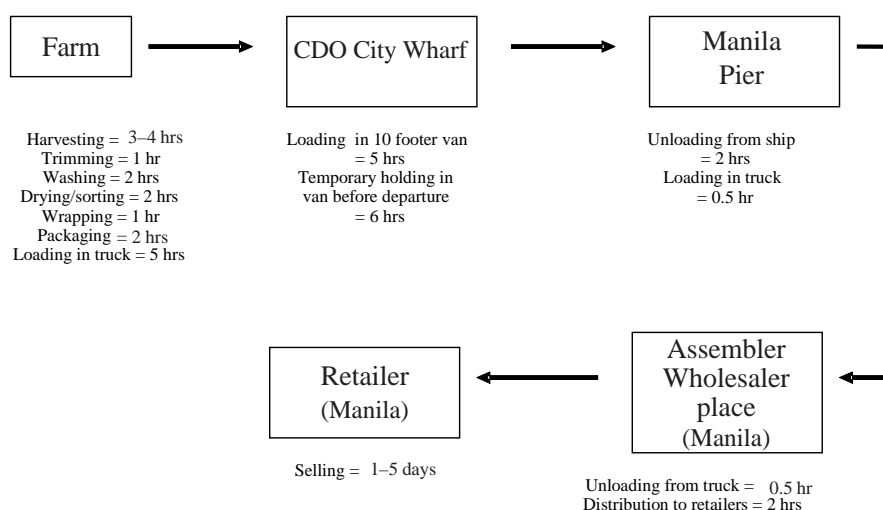 Farm
CDO City Wharf
Manila
Pier
Harvesting = 3–4 hrs
Trimming = 1 hr
Washing = 2 hrs
Drying/sorting = 2 hrs
Wrapping = 1 hr
Packaging = 2 hrs
Loading in truck = 5 hrs
Loading in 10 footer van
= 5 hrs
Temporary holding in
van before departure
= 6 hrs
Unloading from ship
= 2 hrs
Loading in truck
= 0.5 hr
Retailer
(Manila)
Selling = 1–5 days
Assembler
Wholesaler
place
(Manila)
Unloading from truck = 0.5 hr
Distribution to retailers = 2 hrs